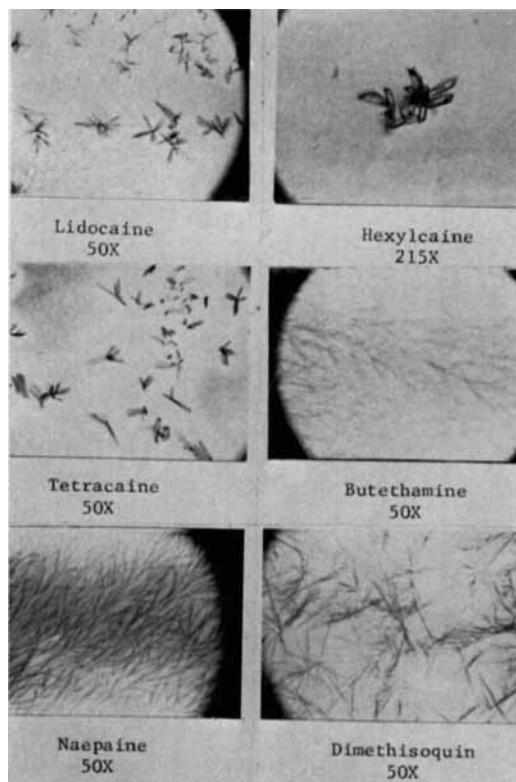 Lidocaine
50X
Hexylcaine
215X
Tetracaine
50X
Butethamine
50X
Naepaine
50X
Dimethisoquin
50X